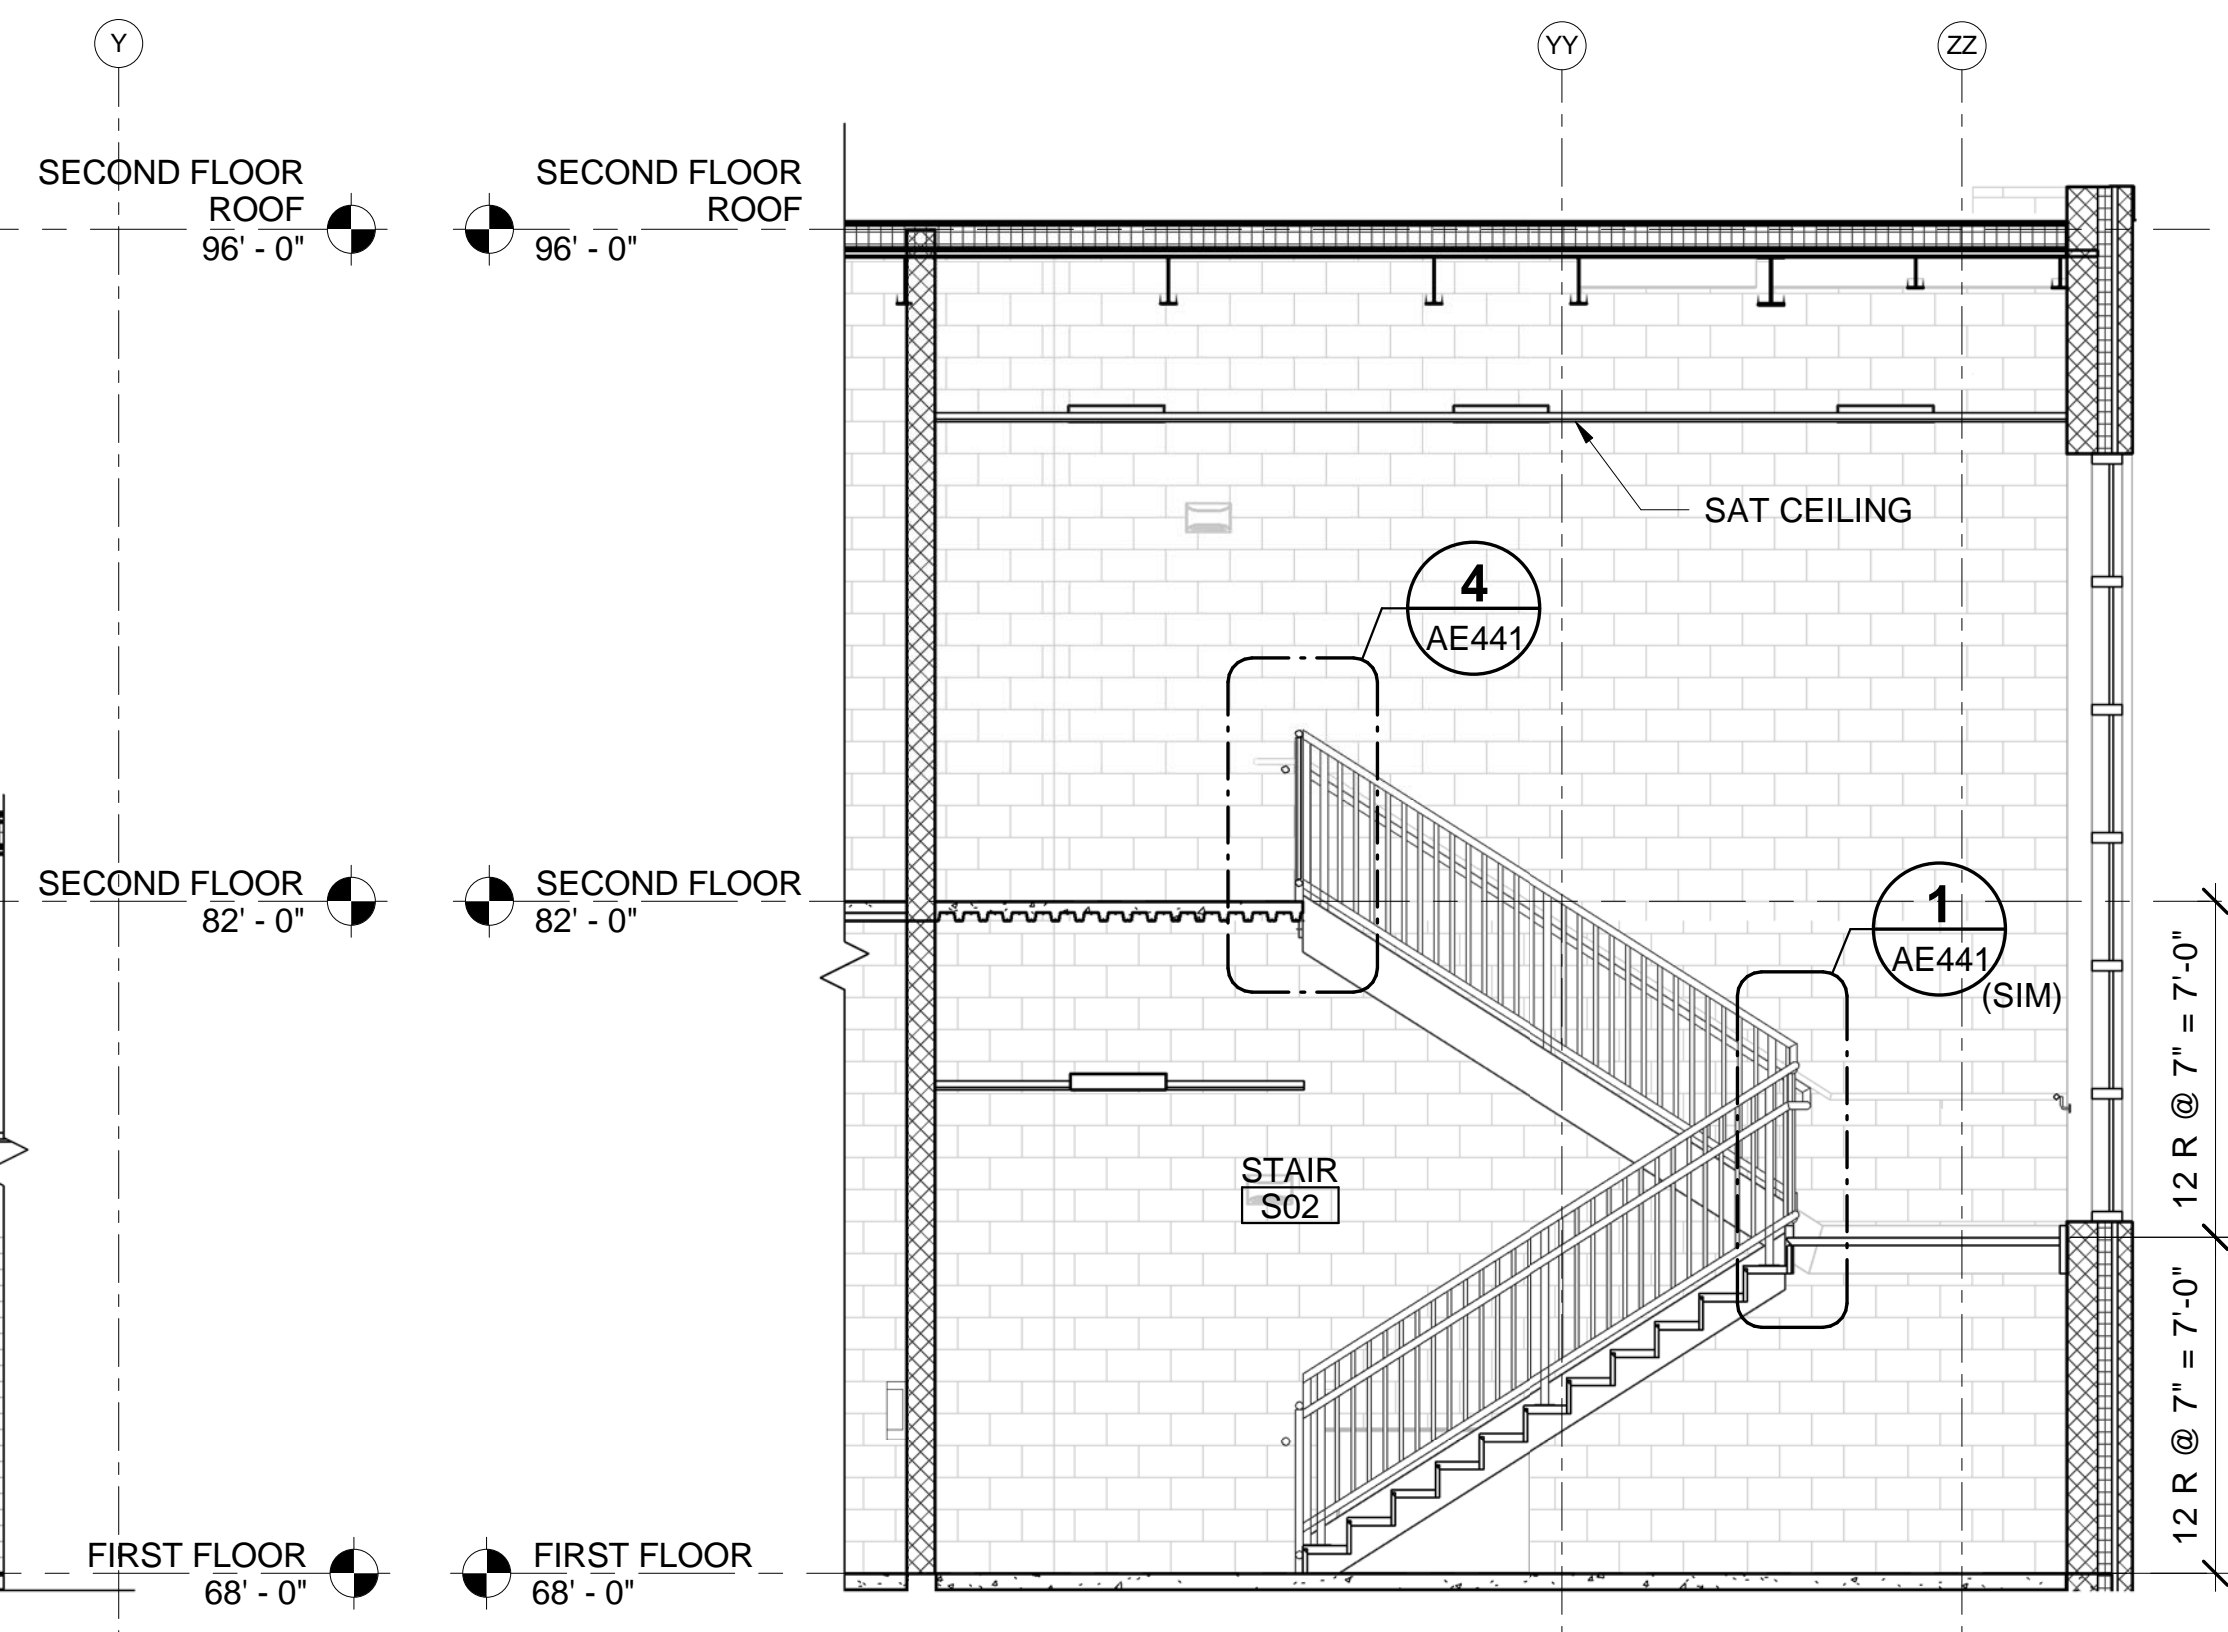 Y
YY
ZZ
SECOND FLOOR
ROOF
96' - 0"
SECOND FLOOR
ROOF
96' - 0"
SAT CEILING
4
AE441
SECOND FLOOR
82' - 0"
SECOND FLOOR
82' - 0"
1
AE441
(SIM)
12 R @ 7" = 7'-0"
STAIR
S02
12 R @ 7" = 7'-0"
FIRST FLOOR
68' - 0"
FIRST FLOOR
68' - 0"